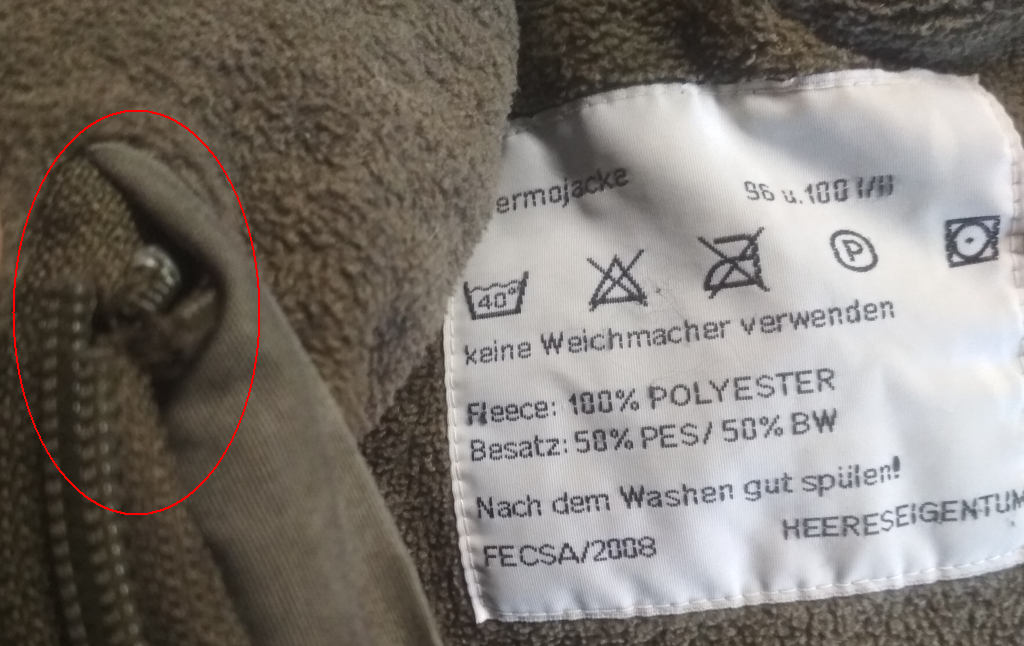 ermojacke 96 u.100 I/II
40° P
keine Weichmacher verwenden
Fleece: 100% POLYESTER
Besatz: 50% PES/ 50% BW
Nach dem Washen gut spülen!
HEERESEIGENTUM
FECSA/2008